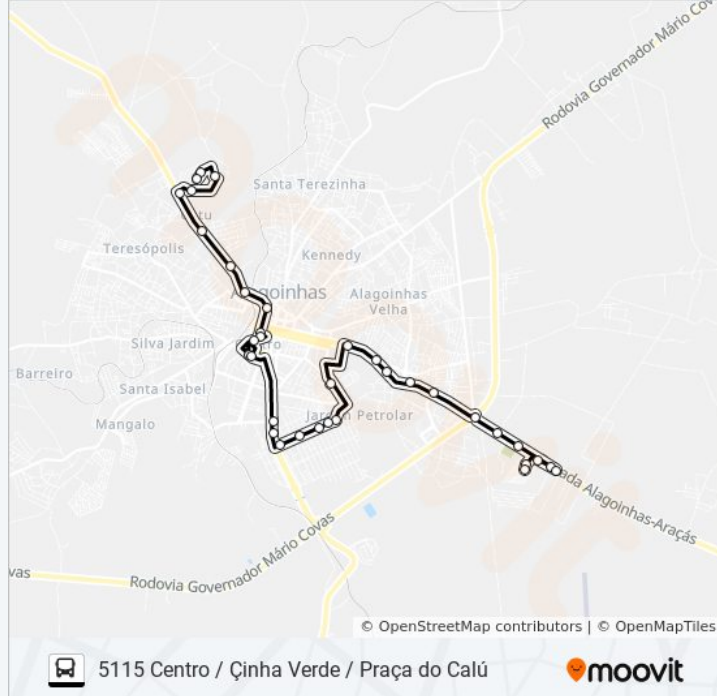 Rodovia Governador Mário Cov
Santa Terezinha
Teresópolis
Kennedy
Alagoinhas
Alagoinhas
Velha
Silva Jardim
Barreiro
Santa Isabel
Mangalo
Jardim Petrolar
ada Alagoinhas-Araçás
Rodovia Governador Mário Covas
vas
© OpenStreetMap contributors | © OpenMapTiles
5115 Centro / Çinha Verde / Praça do Calú
moovit